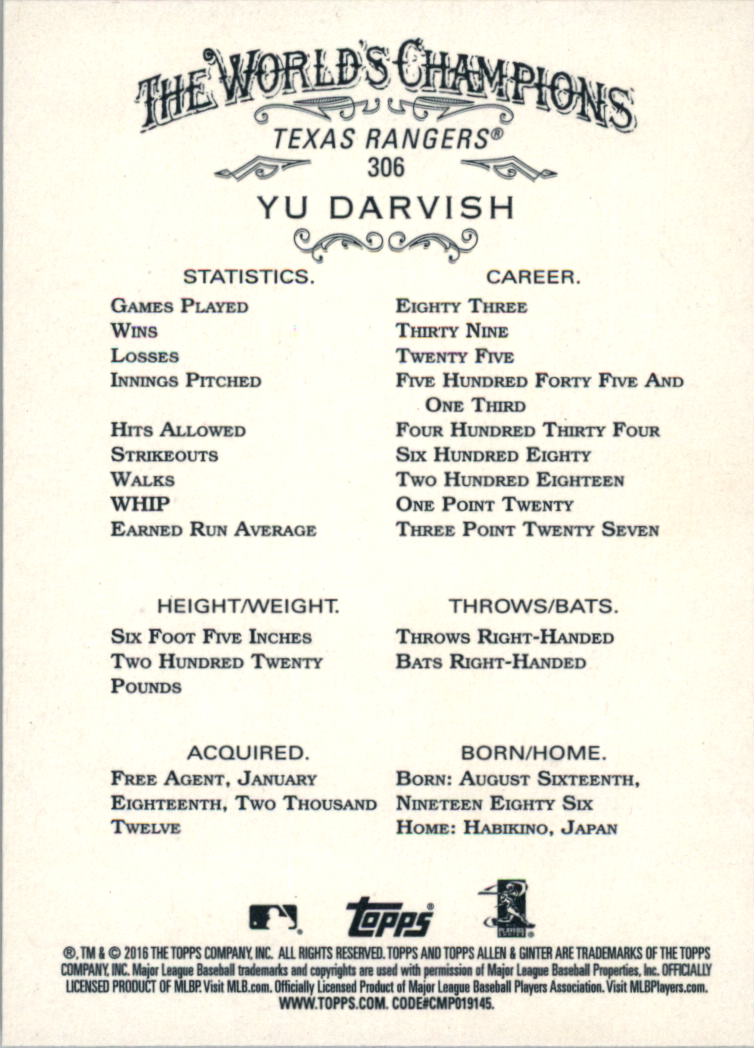 THE WORLD'S CHAMPIONS
TEXAS RANGERS®
306
YU DARVISH
STATISTICS. CAREER.
GAMES PLAYED EIGHTY THREE
WINS THIRTY NINE
LOSSES TWENTY FIVE
INNINGS PITCHED FIVE HUNDRED FORTY FIVE AND
ONE THIRD
HITS ALLOWED FOUR HUNDRED THIRTY FOUR
STRIKEOUTS SIX HUNDRED EIGHTY
WALKS TWO HUNDRED EIGHTEEN
WHIP ONE POINT TWENTY
EARNED RUN AVERAGE THREE POINT TWENTY SEVEN
HEIGHT/WEIGHT. THROWS/BATS.
SIX FOOT FIVE INCHES THROWS RIGHT-HANDED
TWO HUNDRED TWENTY BATS RIGHT-HANDED
POUNDS
ACQUIRED. BORN/HOME.
FREE AGENT, JANUARY BORN: AUGUST SIXTEENTH,
EIGHTEENTH, TWO THOUSAND NINETEEN EIGHTY SIX
TWELVE HOME: HABIKINO, JAPAN
Topps®
®, TM & © 2016 THE TOPPS COMPANY, INC. ALL RIGHTS RESERVED. TOPPS AND TOPPS ALLEN & GINTER ARE TRADEMARKS OF THE TOPPS
COMPANY, INC. Major League Baseball trademarks and copyrights are used with permission of Major League Baseball Properties, Inc. OFFICIALLY
LICENSED PRODUCT OF MLBP. Visit MLB.com. Officially Licensed Product of Major League Baseball Players Association. Visit MLBPlayers.com.
WWW.TOPPS.COM. CODE#CMP019145.